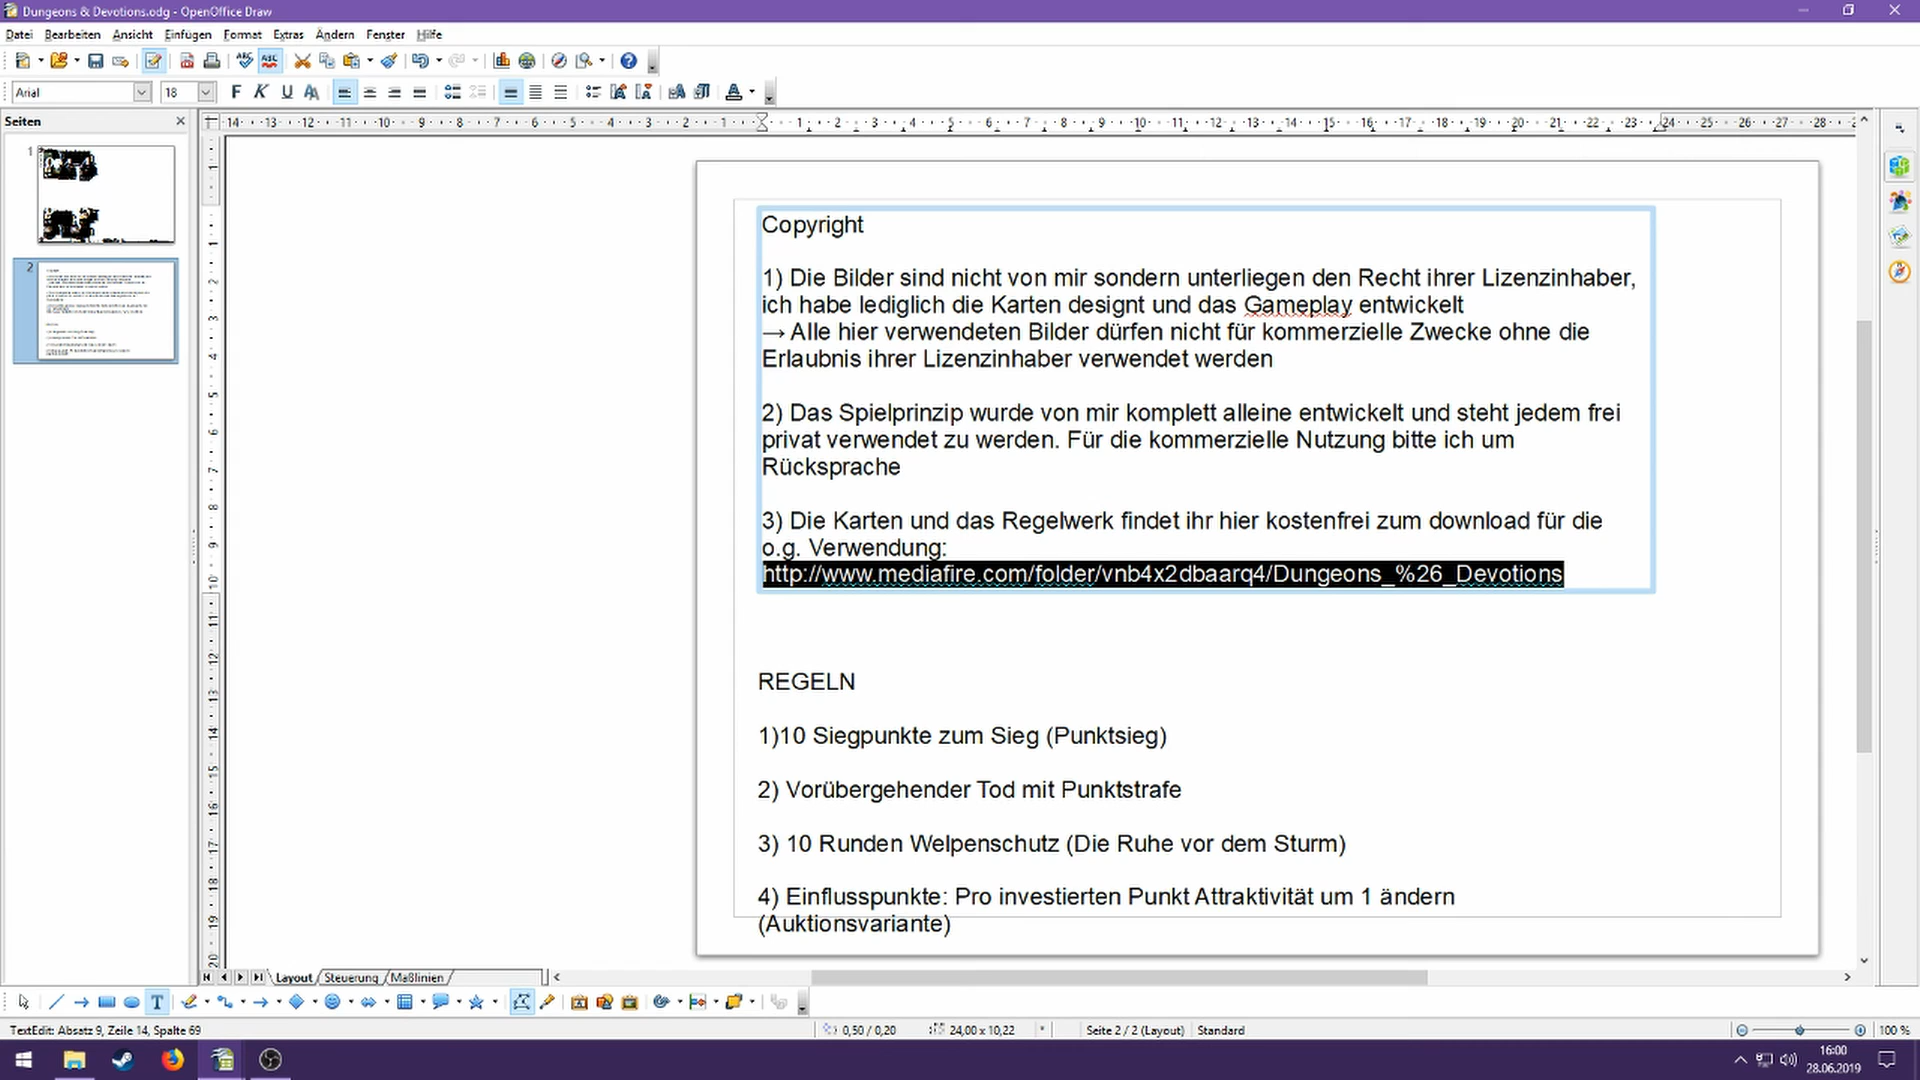 Dungeons & Devotions.odg - OpenOffice Draw
Datei Bearbeiten Ansicht Einfügen Format Extras Ändern Fenster Hilfe
Arial 18
Seiten
1
2
Copyright
1) Die Bilder sind nicht von mir sondern unterliegen den Recht ihrer Lizenzinhaber,
ich habe lediglich die Karten designt und das Gameplay entwickelt
→ Alle hier verwendeten Bilder dürfen nicht für kommerzielle Zwecke ohne die
Erlaubnis ihrer Lizenzinhaber verwendet werden
2) Das Spielprinzip wurde von mir komplett alleine entwickelt und steht jedem frei
privat verwendet zu werden. Für die kommerzielle Nutzung bitte ich um
Rücksprache
3) Die Karten und das Regelwerk findet ihr hier kostenfrei zum download für die
o.g. Verwendung:
http://www.mediafire.com/folder/vnb4x2dbaarq4/Dungeons_%26_Devotions
REGELN
1)10 Siegpunkte zum Sieg (Punktsieg)
2) Vorübergehender Tod mit Punktstrafe
3) 10 Runden Welpenschutz (Die Ruhe vor dem Sturm)
4) Einflusspunkte: Pro investierten Punkt Attraktivität um 1 ändern
(Auktionsvariante)
Layout Steuerung Maßlinien
TextEdit: Absatz 9, Zeile 14, Spalte 69 0,50 / 0,20 24,00 x 10,22 * Seite 2 / 2 (Layout) Standard 100 %
16:00
28.06.2019